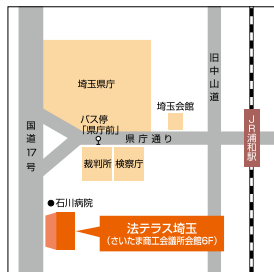 埼玉県庁
旧中山道
埼玉会館
バス停
「県庁前」
県庁通り
JR浦和駅
国道17号
裁判所
検察庁
●石川病院
法テラス埼玉
(さいたま商工会議所会館6F)